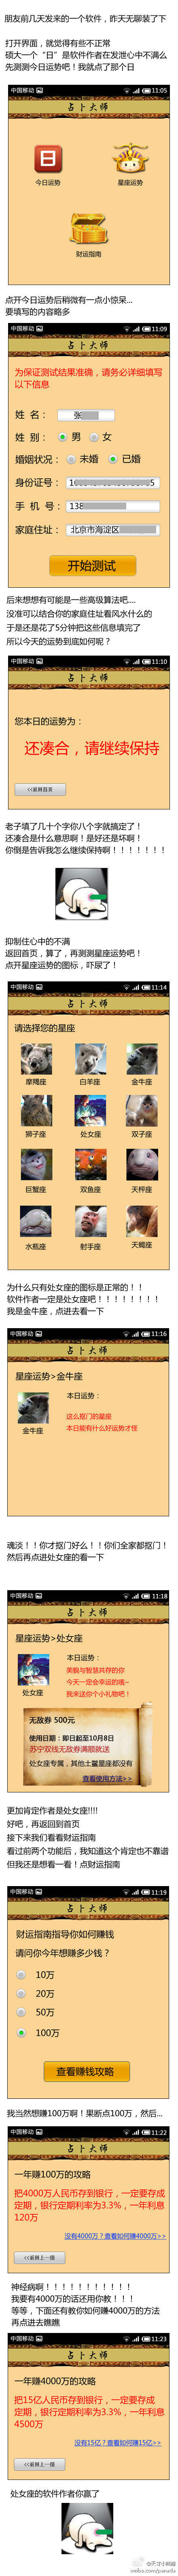 朋友前几天发来的一个软件，昨天无聊装了下
打开界面，就觉得有些不正常
硕大一个“日”是软件作者在发泄心中不满么
先测测今日运势吧！我就点了那个日
中国移动 11:05
占卜大师
日
今日运势
星座运势
财运指南
点开今日运势后稍微有一点小惊呆...
要填写的内容略多
中国移动 11:09
占卜大师
为保证测试结果准确，请务必详细填写
以下信息
姓 名： 张
姓 别： 男 女
婚姻状况： 未婚 已婚
身份证号：
手 机 号： 138
家庭住址： 北京市海淀区
开始测试
后来想想有可能是一些高级算法吧....
没准可以结合你的家庭住址看风水什么的
于是还是花了5分钟把这些信息填完了
所以今天的运势到底如何呢？
中国移动 11:10
占卜大师
您本日的运势为：
还凑合，请继续保持
<<返回首页
老子填了几十个字你八个字就搞定了！
还凑合是什么意思啊！是好还是坏啊！
你倒是告诉我怎么继续保持啊！！！！！！！
抑制住心中的不满
返回首页，算了，再测测星座运势吧！
点开星座运势的图标，吓尿了！
中国移动 11:14
占卜大师
请选择您的星座
摩羯座 白羊座 金牛座
狮子座 处女座 双子座
巨蟹座 双鱼座 天枰座
水瓶座 射手座 天蝎座
为什么只有处女座的图标是正常的！！
软件作者一定是处女座吧！！！！！！！！
我是金牛座，点进去看一下
中国移动 11:16
占卜大师
星座运势>金牛座
本日运势：
这么抠门的星座
本日能有什么好运势才怪
金牛座
魂淡！！你才抠门好么！！你们全家都抠门！
然后再点进处女座的看一下
中国移动 11:18
占卜大师
星座运势>处女座
本日运势：
美貌与智慧共存的你
今天一定会幸运的哦~
我来送你个小礼物吧！
处女座
无敌券 500元
使用日期：即日起至10月8日
苏宁双线无敌券满额就送
处女座专属，其他土鳖星座都没有
查看使用方法>>
更加肯定作者是处女座!!!!
好吧，再返回到首页
接下来我们看看财运指南
看过前两个功能后，我知道这个肯定也不靠谱
但我还是想看一看！点财运指南
中国移动 11:19
占卜大师
财运指南指导你如何赚钱
请问你今年想赚多少钱？
10万
20万
50万
100万
查看赚钱攻略
我当然想赚100万啊！果断点100万，然后...
中国移动 11:22
占卜大师
一年赚100万的攻略
把4000万人民币存到银行，一定要存成
定期，银行定期利率为3.3%，一年利息
120万
没有4000万？查看如何赚4000万>>
<<返回上一级
神经病啊！！！！！！！！！！！
我要有4000万的话还用你教！！！
等等，下面还有教你如何赚4000万的方法
再点进去瞧瞧
中国移动 11:23
占卜大师
一年赚4000万的攻略
把15亿人民币存到银行，一定要存成
定期，银行定期利率为3.3%，一年利息
4500万
没有15亿？查看如何赚15亿>>
<<返回上一级
处女座的软件作者你赢了